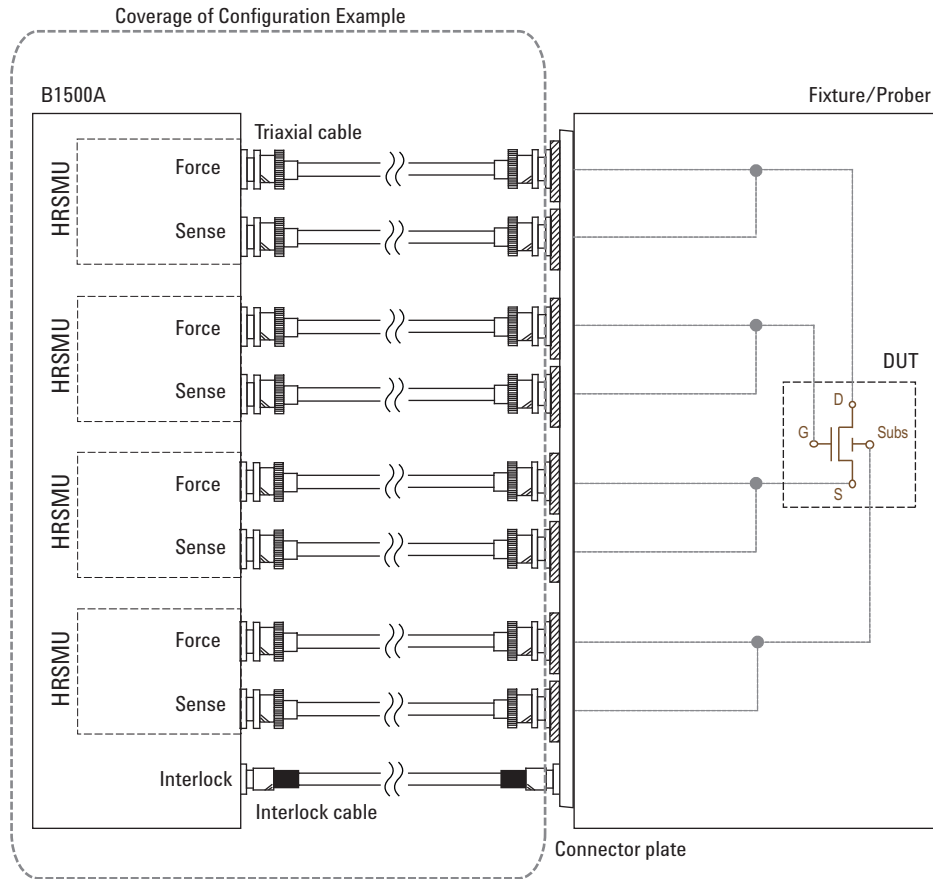 Coverage of Configuration Example
B1500A
Fixture/Prober
Triaxial cable
HRSMU
Force
Sense
HRSMU
Force
Sense
DUT
D
G
Subs
S
HRSMU
Force
Sense
HRSMU
Force
Sense
Interlock
Interlock cable
Connector plate